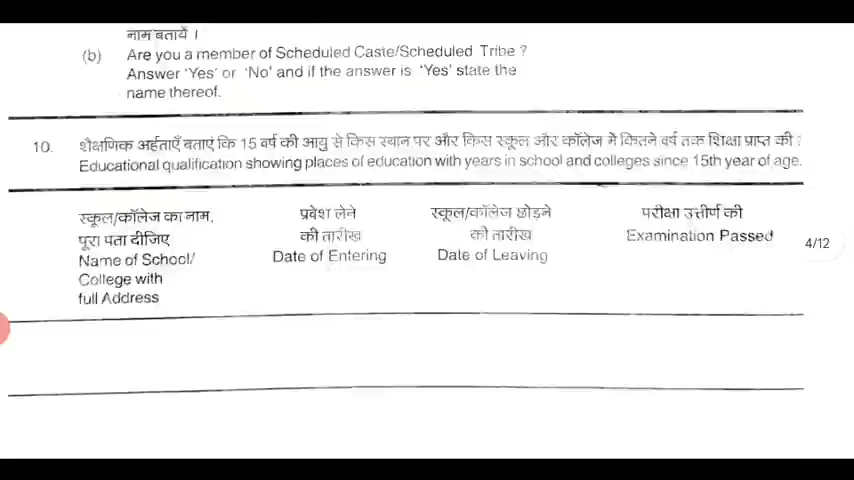 नाम बतायें ।
(b) Are you a member of Scheduled Caste/Scheduled Tribe ?
Answer 'Yes' or 'No' and if the answer is 'Yes' state the
name thereof.
10. शैक्षणिक अर्हताएँ बताएं कि 15 वर्ष की आयु से किस स्थान पर और किस स्कूल और कॉलेज में कितने वर्ष तक शिक्षा प्राप्त की :
Educational qualification showing places of education with years in school and colleges since 15th year of age.
स्कूल/कॉलेज का नाम, प्रवेश लेने स्कूल/कॉलेज छोड़ने परीक्षा उत्तीर्ण की
पूरा पता दीजिए की तारीख की तारीख Examination Passed
Name of School/ Date of Entering Date of Leaving
College with
full Address
4/12